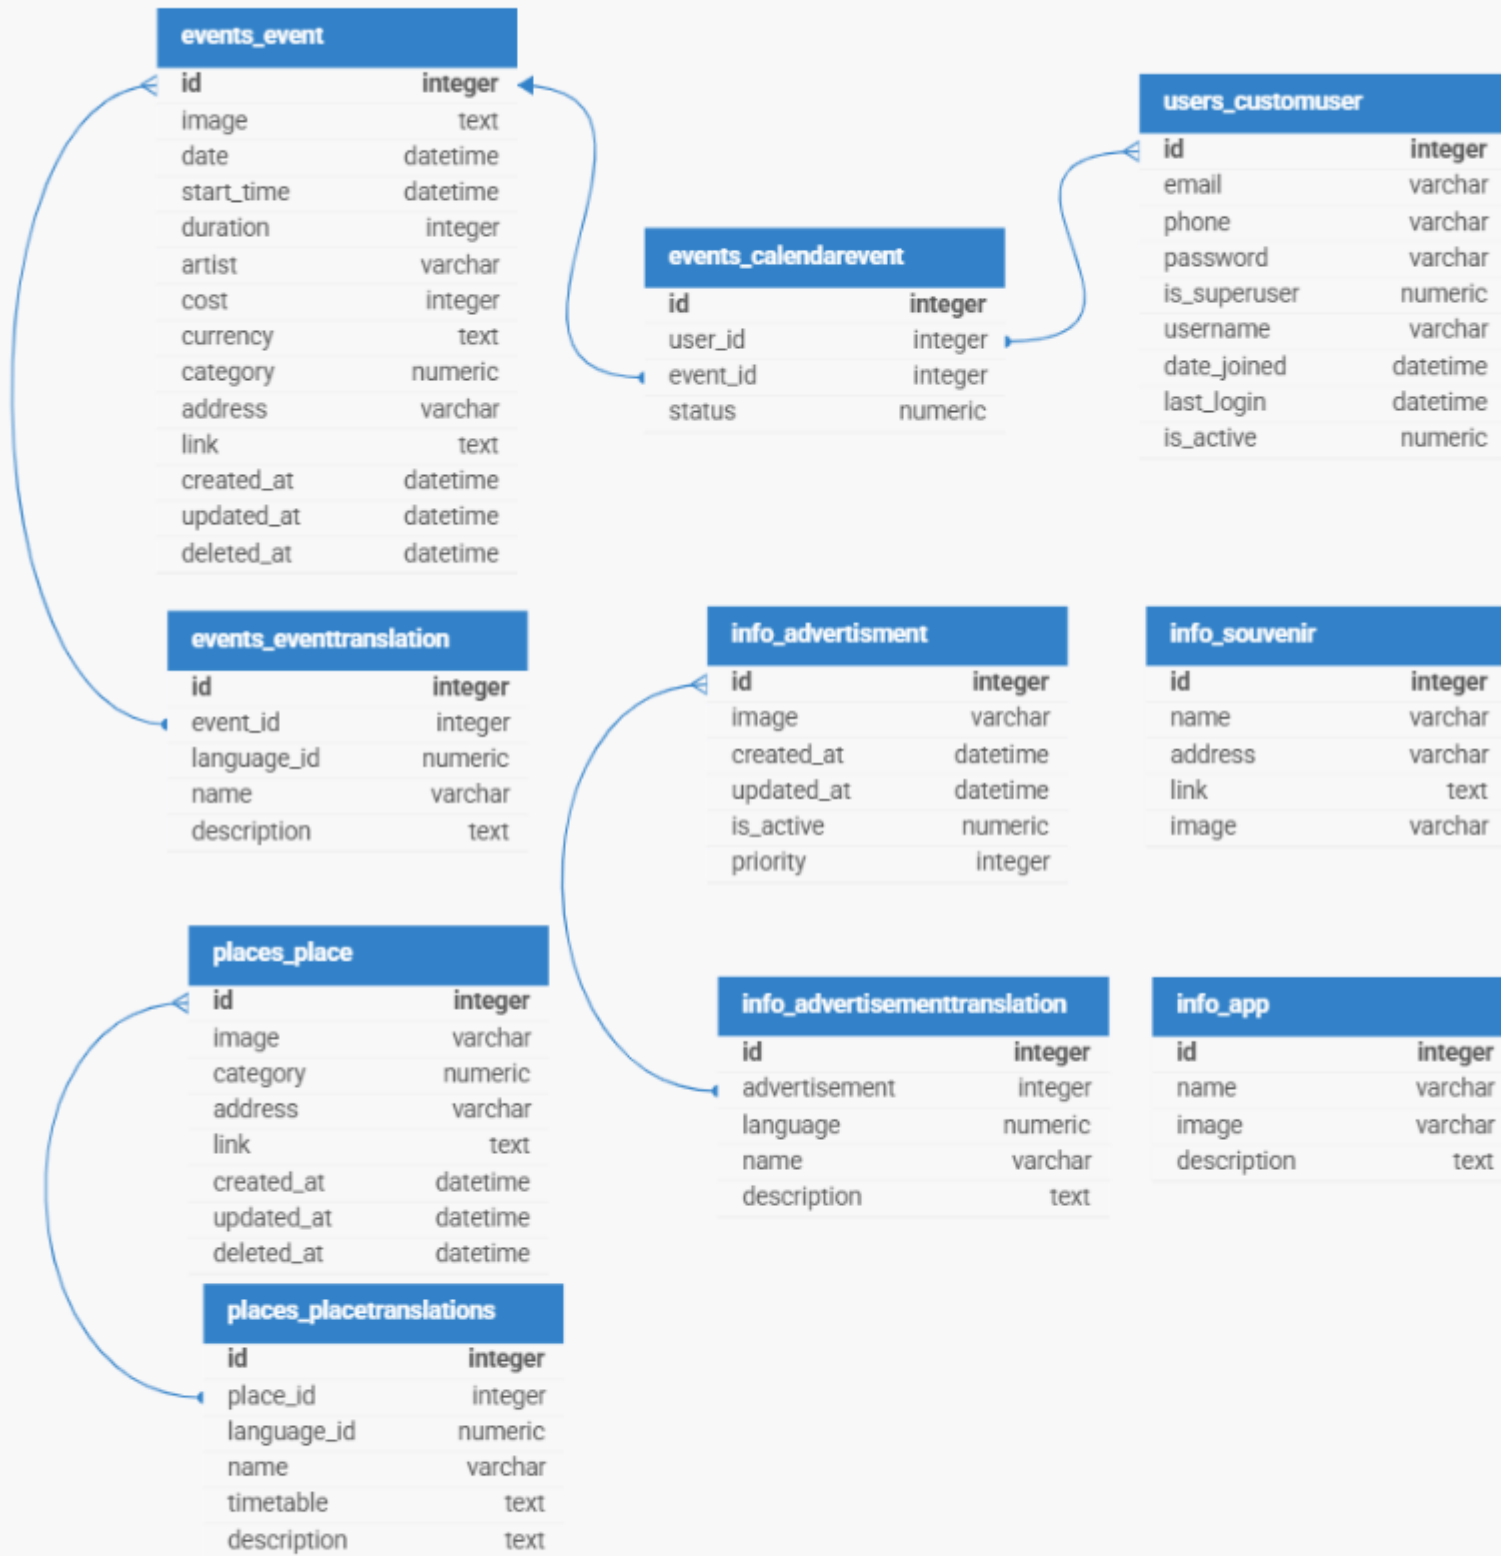 events_event
id integer
image text
date datetime
start_time datetime
duration integer
artist varchar
cost integer
currency text
category numeric
address varchar
link text
created_at datetime
updated_at datetime
deleted_at datetime
events_calendarevent
id integer
user_id integer
event_id integer
status numeric
users_customuser
id integer
email varchar
phone varchar
password varchar
is_superuser numeric
username varchar
date_joined datetime
last_login datetime
is_active numeric
events_eventtranslation
id integer
event_id integer
language_id numeric
name varchar
description text
info_advertisment
id integer
image varchar
created_at datetime
updated_at datetime
is_active numeric
priority integer
info_souvenir
id integer
name varchar
address varchar
link text
image varchar
places_place
id integer
image varchar
category numeric
address varchar
link text
created_at datetime
updated_at datetime
deleted_at datetime
info_advertisementtranslation
id integer
advertisement integer
language numeric
name varchar
description text
info_app
id integer
name varchar
image varchar
description text
places_placetranslations
id integer
place_id integer
language_id numeric
name varchar
timetable text
description text